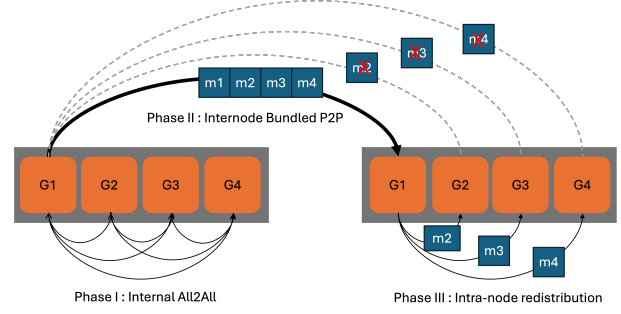 m4
m3
m2
m1 m2 m3 m4
Phase II : Internode Bundled P2P
G1 G2 G3 G4
G1 G2 G3 G4
m2
m3
m4
Phase I : Internal All2All
Phase III : Intra-node redistribution